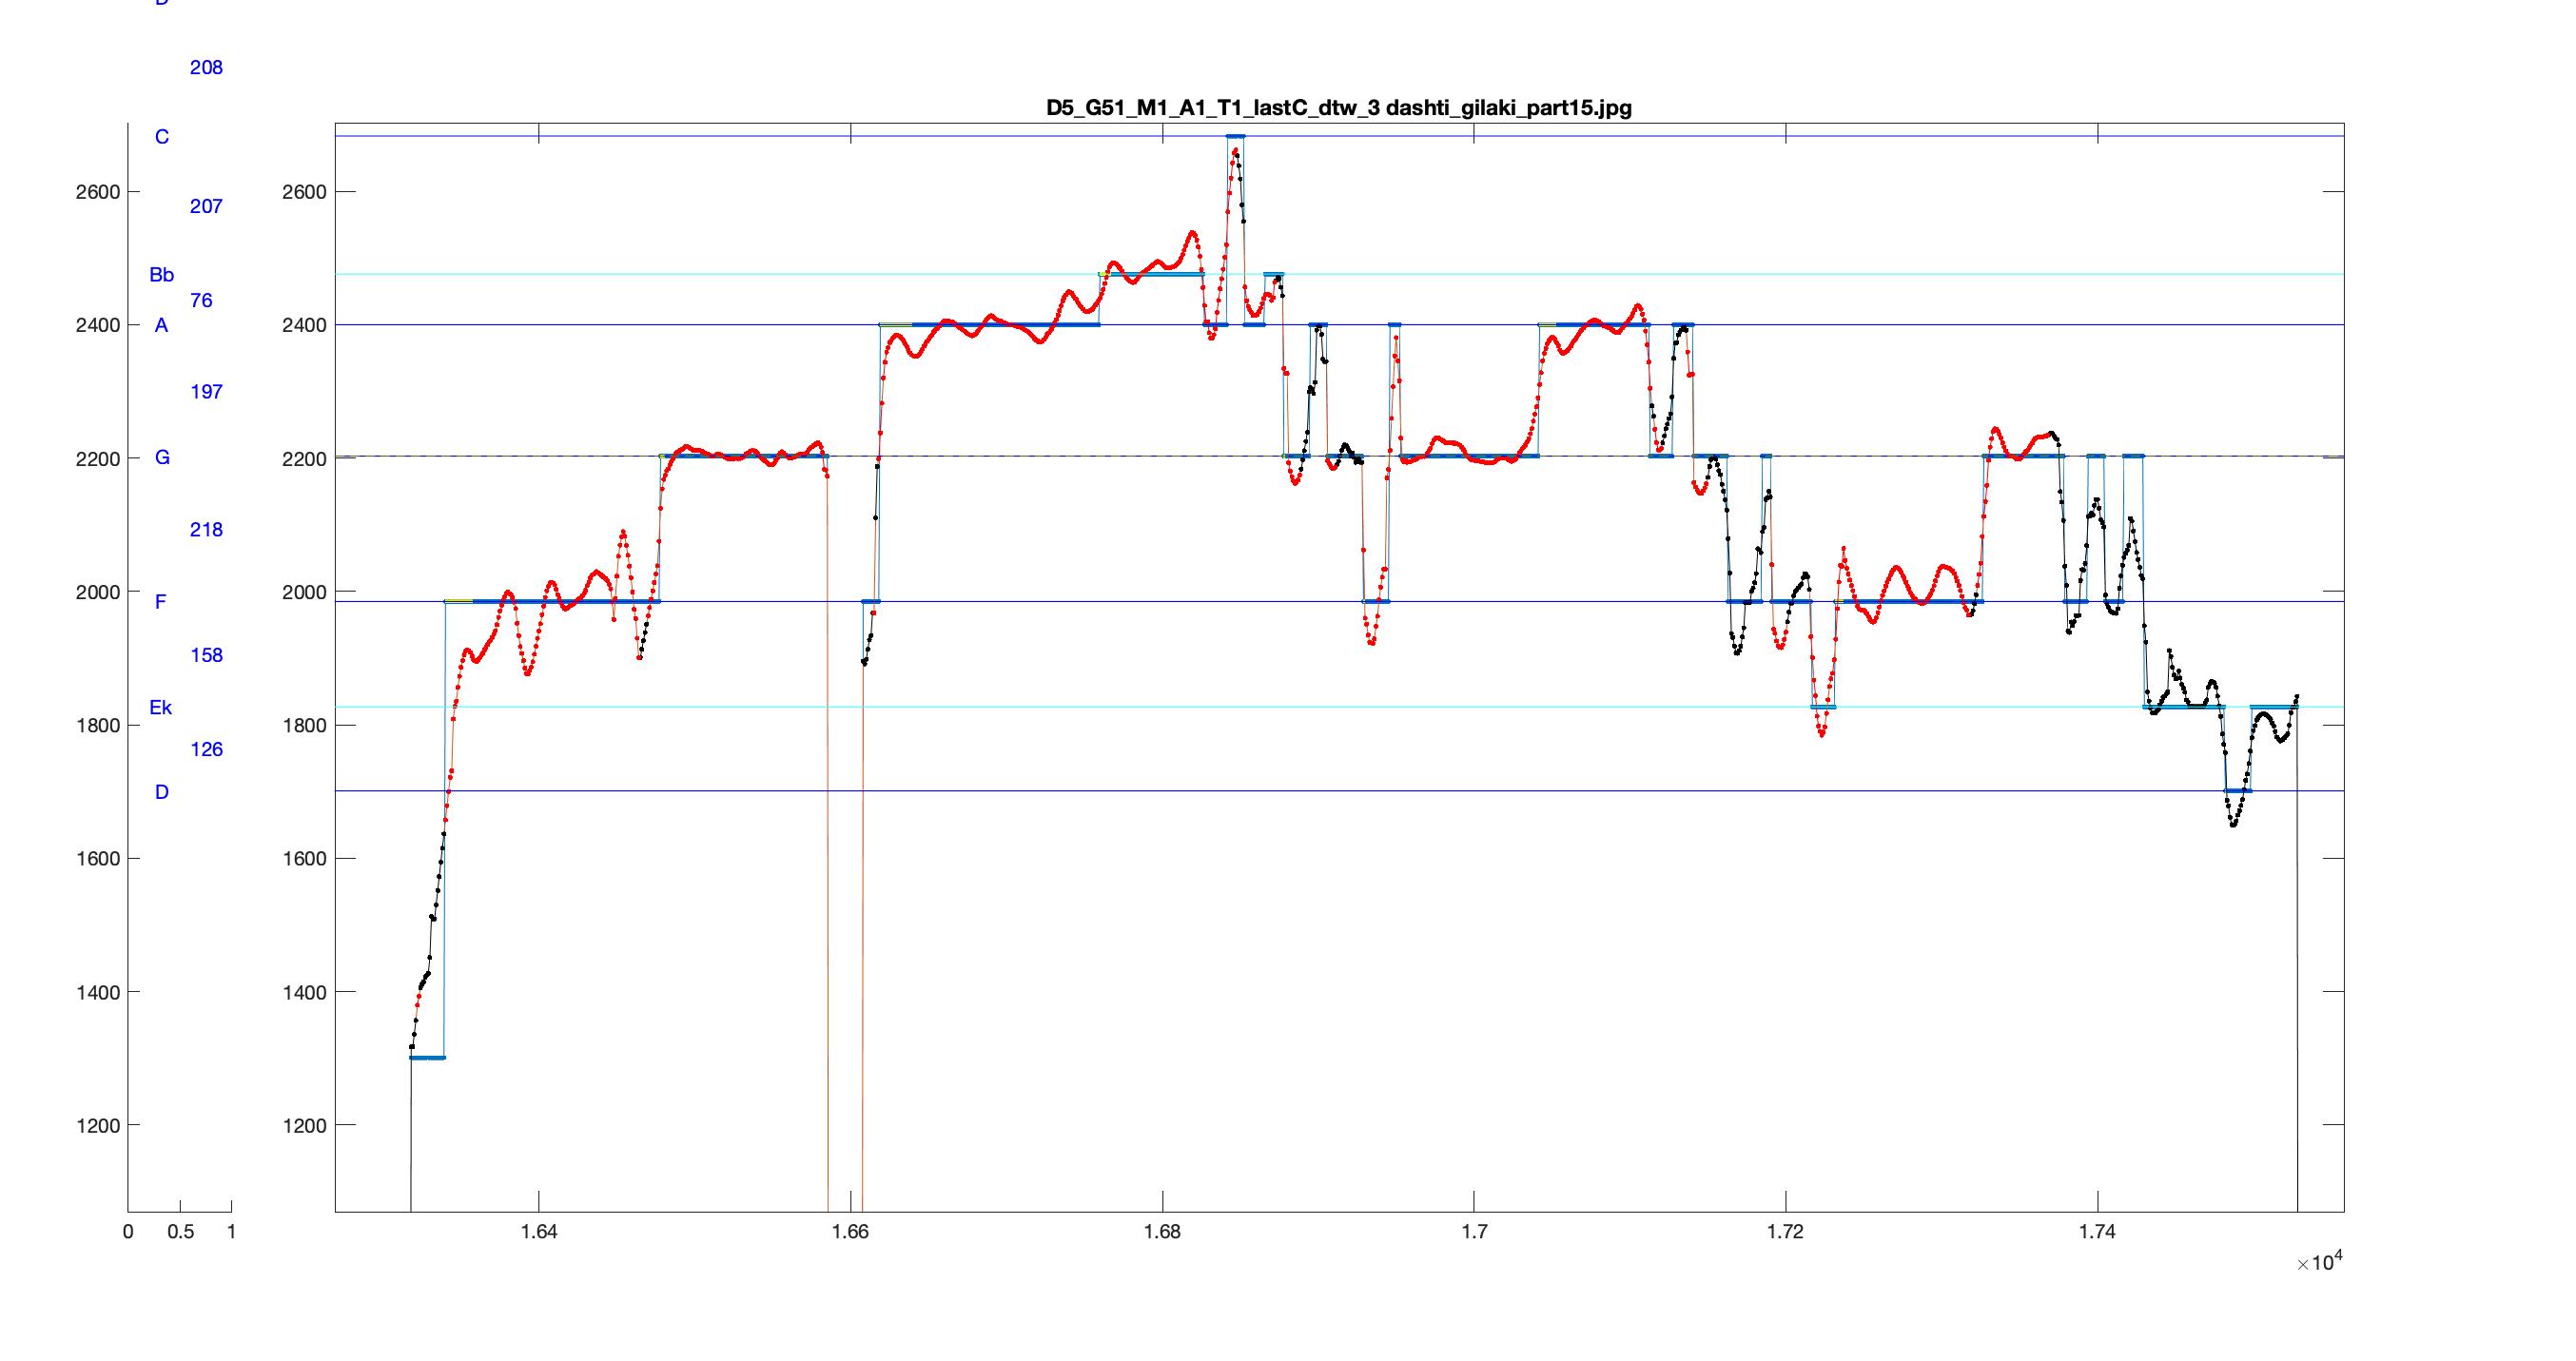 D
208
D5_G51_M1_A1_T1_lastC_dtw_3 dashti_gilaki_part15.jpg
C
2600 2600
207
Bb
76
2400 A 2400
197
2200 G 2200
218
2000 F 2000
158
Ek
1800 1800
126
D
1600 1600
1400 1400
1200 1200
0 0.5 1 1.64 1.66 1.68 1.7 1.72 1.74
×10⁴